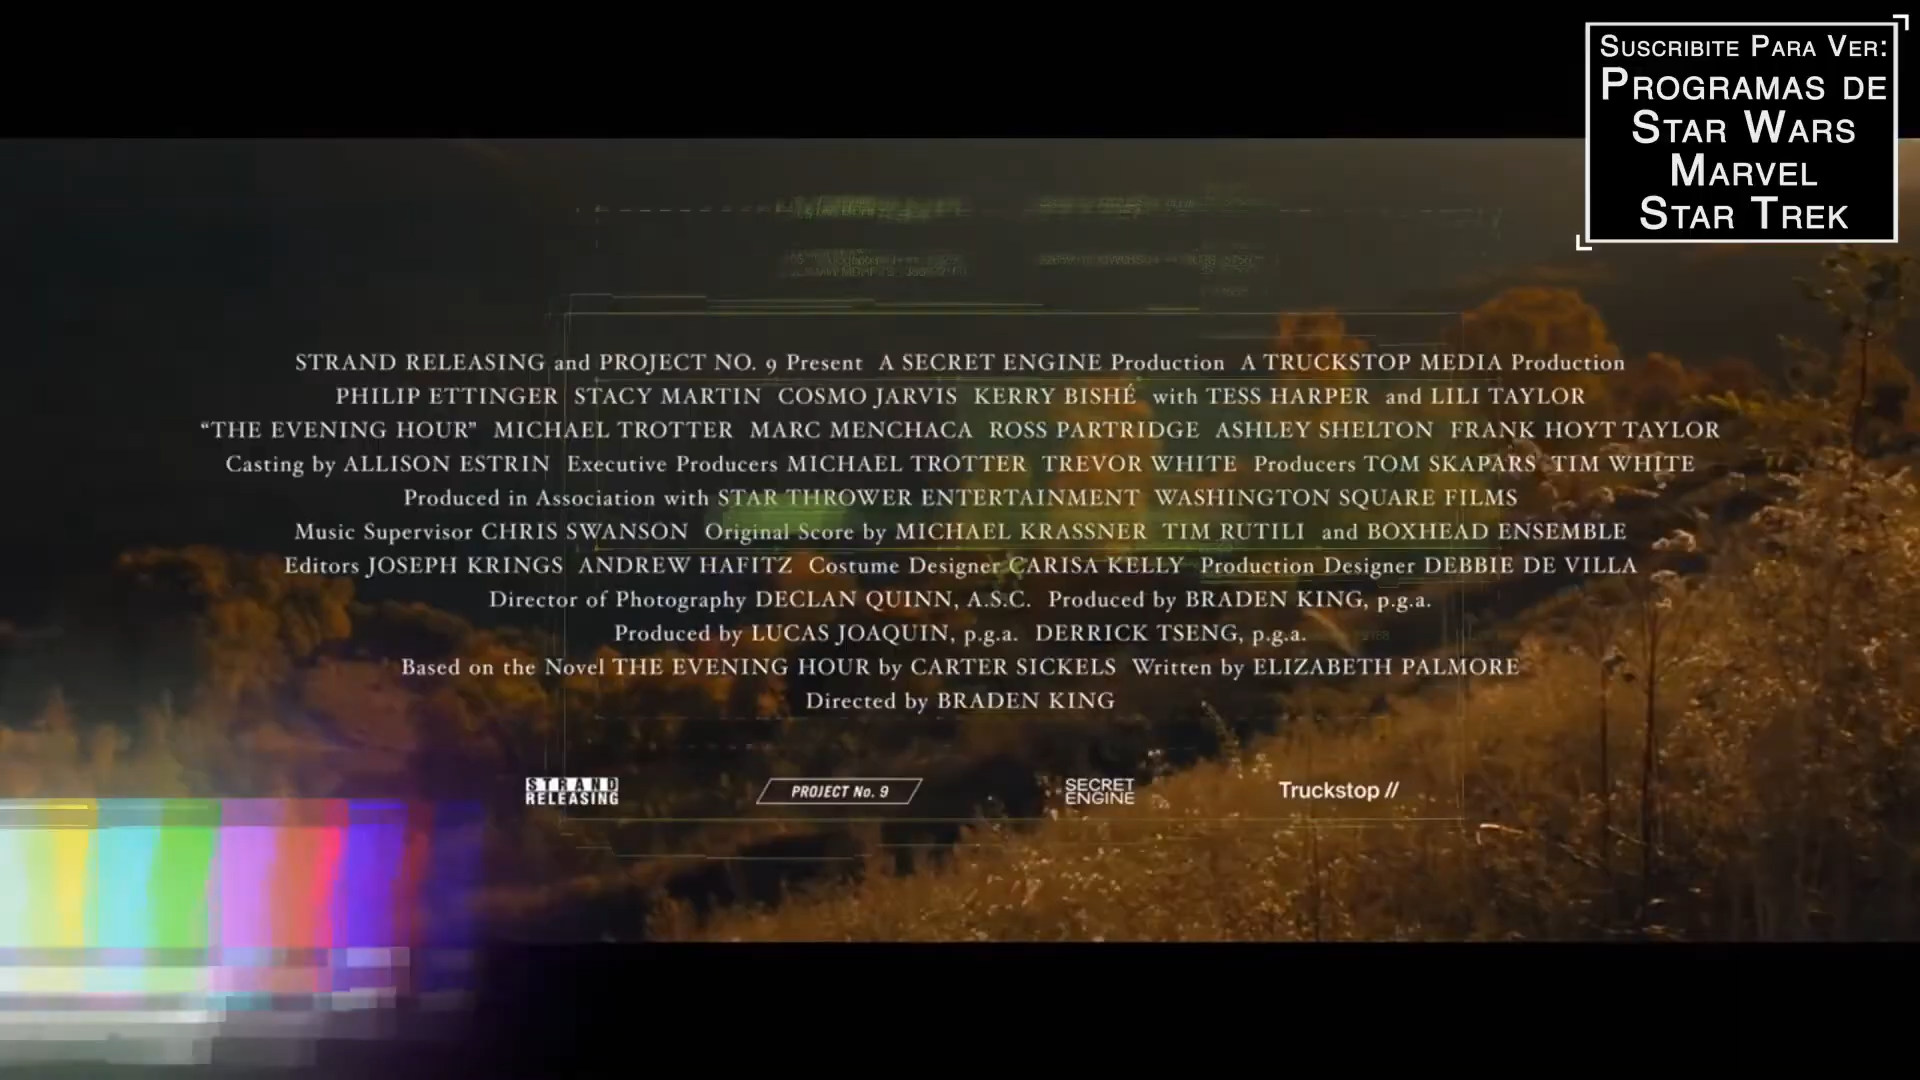 SUSCRIBITE PARA VER:
PROGRAMAS DE
STAR WARS
MARVEL
STAR TREK
STRAND RELEASING and PROJECT NO. 9 Present A SECRET ENGINE Production A TRUCKSTOP MEDIA Production
PHILIP ETTINGER STACY MARTIN COSMO JARVIS KERRY BISHÉ with TESS HARPER and LILI TAYLOR
“THE EVENING HOUR” MICHAEL TROTTER MARC MENCHACA ROSS PARTRIDGE ASHLEY SHELTON FRANK HOYT TAYLOR
Casting by ALLISON ESTRIN Executive Producers MICHAEL TROTTER TREVOR WHITE Producers TOM SKAPARS TIM WHITE
Produced in Association with STAR THROWER ENTERTAINMENT WASHINGTON SQUARE FILMS
Music Supervisor CHRIS SWANSON Original Score by MICHAEL KRASSNER TIM RUTILI and BOXHEAD ENSEMBLE
Editors JOSEPH KRINGS ANDREW HAFITZ Costume Designer CARISA KELLY Production Designer DEBBIE DE VILLA
Director of Photography DECLAN QUINN, A.S.C. Produced by BRADEN KING, p.g.a.
Produced by LUCAS JOAQUIN, p.g.a. DERRICK TSENG, p.g.a.
Based on the Novel THE EVENING HOUR by CARTER SICKELS Written by ELIZABETH PALMORE
Directed by BRADEN KING
STRAND RELEASING
PROJECT No. 9
SECRET ENGINE
Truckstop //